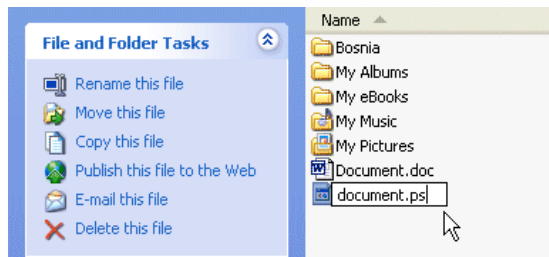 File and Folder Tasks
Rename this file
Move this file
Copy this file
Publish this file to the Web
E-mail this file
Delete this file
Name
Bosnia
My Albums
My eBooks
My Music
My Pictures
Document.doc
document.ps